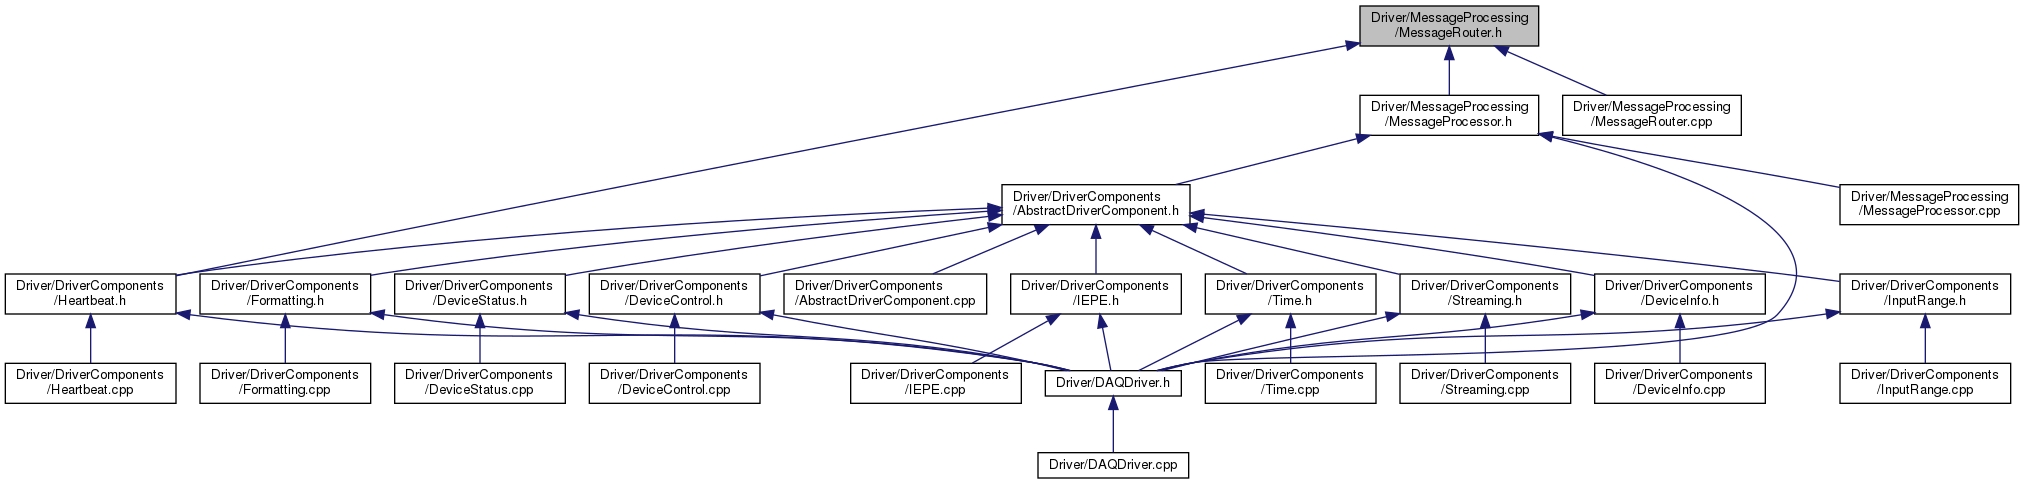 Driver/MessageProcessing
/MessageRouter.h
Driver/MessageProcessing
/MessageProcessor.h
Driver/MessageProcessing
/MessageRouter.cpp
Driver/DriverComponents
/AbstractDriverComponent.h
Driver/MessageProcessing
/MessageProcessor.cpp
Driver/DriverComponents
/Heartbeat.h
Driver/DriverComponents
/Formatting.h
Driver/DriverComponents
/DeviceStatus.h
Driver/DriverComponents
/DeviceControl.h
Driver/DriverComponents
/AbstractDriverComponent.cpp
Driver/DriverComponents
/IEPE.h
Driver/DriverComponents
/Time.h
Driver/DriverComponents
/Streaming.h
Driver/DriverComponents
/DeviceInfo.h
Driver/DriverComponents
/InputRange.h
Driver/DriverComponents
/Heartbeat.cpp
Driver/DriverComponents
/Formatting.cpp
Driver/DriverComponents
/DeviceStatus.cpp
Driver/DriverComponents
/DeviceControl.cpp
Driver/DriverComponents
/IEPE.cpp
Driver/DAQDriver.h
Driver/DriverComponents
/Time.cpp
Driver/DriverComponents
/Streaming.cpp
Driver/DriverComponents
/DeviceInfo.cpp
Driver/DriverComponents
/InputRange.cpp
Driver/DAQDriver.cpp